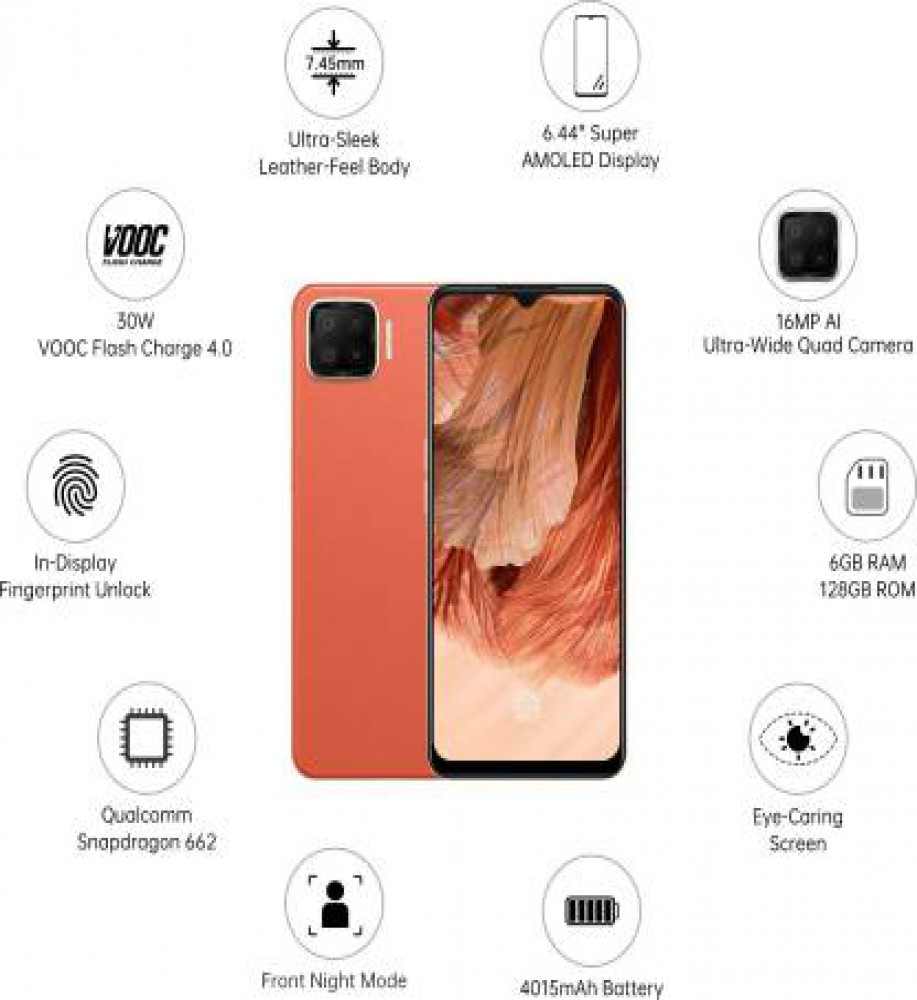 7.45mm
Ultra-Sleek
Leather-Feel Body
6.44" Super
AMOLED Display
VOOC
FLASH CHARGE
30W
VOOC Flash Charge 4.0
16MP AI
Ultra-Wide Quad Camera
In-Display
Fingerprint Unlock
6GB RAM
128GB ROM
Qualcomm
Snapdragon 662
Eye-Caring
Screen
Front Night Mode
4015mAh Battery